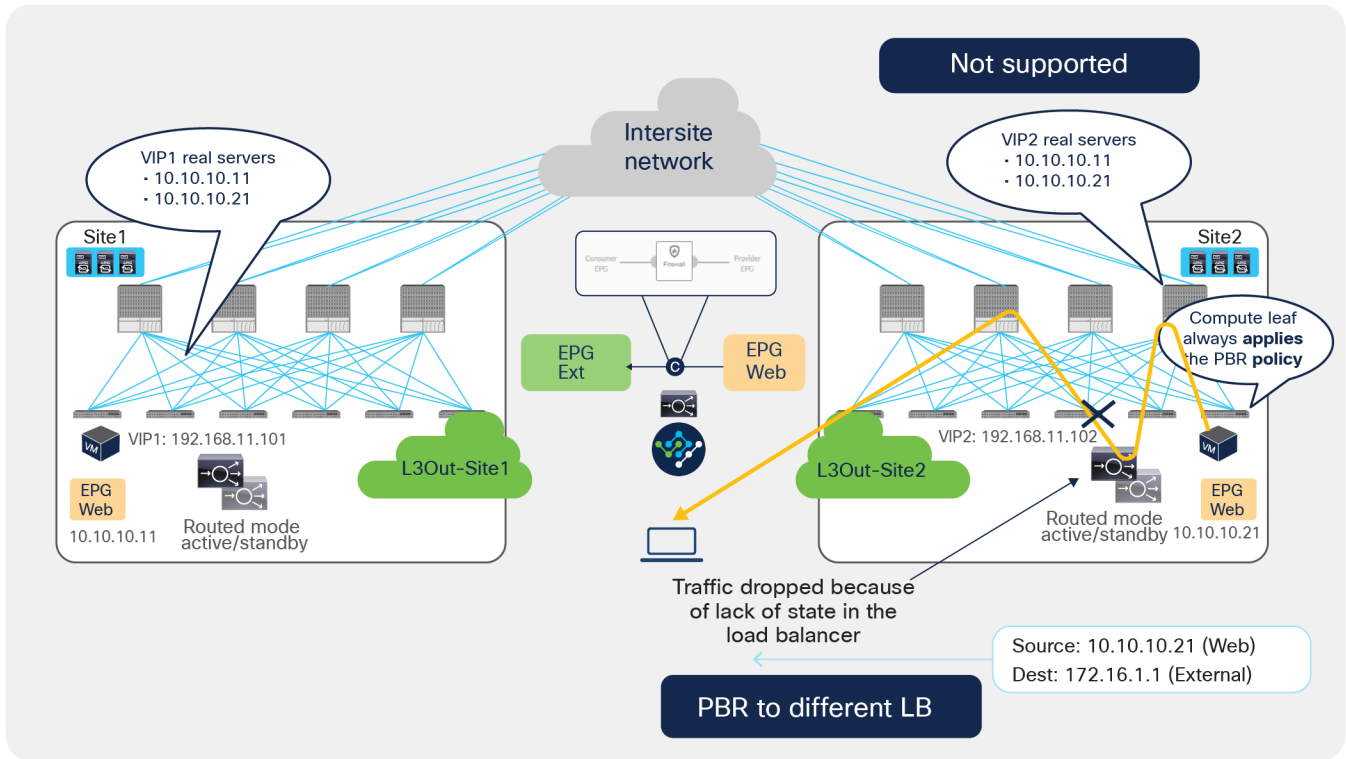 Not supported
Intersite
network
VIP1 real servers
• 10.10.10.11
• 10.10.10.21
VIP2 real servers
• 10.10.10.11
• 10.10.10.21
Site1
Site2
Consumer
EPG
Firewall
Provider
EPG
Compute leaf
always applies
the PBR policy
EPG
Ext
C
EPG
Web
VIP1: 192.168.11.101
VIP2: 192.168.11.102
VM
VM
L3Out-Site1
L3Out-Site2
EPG
Web
EPG
Web
10.10.10.11
Routed mode
active/standby
Routed mode
active/standby
10.10.10.21
Traffic dropped because
of lack of state in the
load balancer
Source: 10.10.10.21 (Web)
Dest: 172.16.1.1 (External)
PBR to different LB